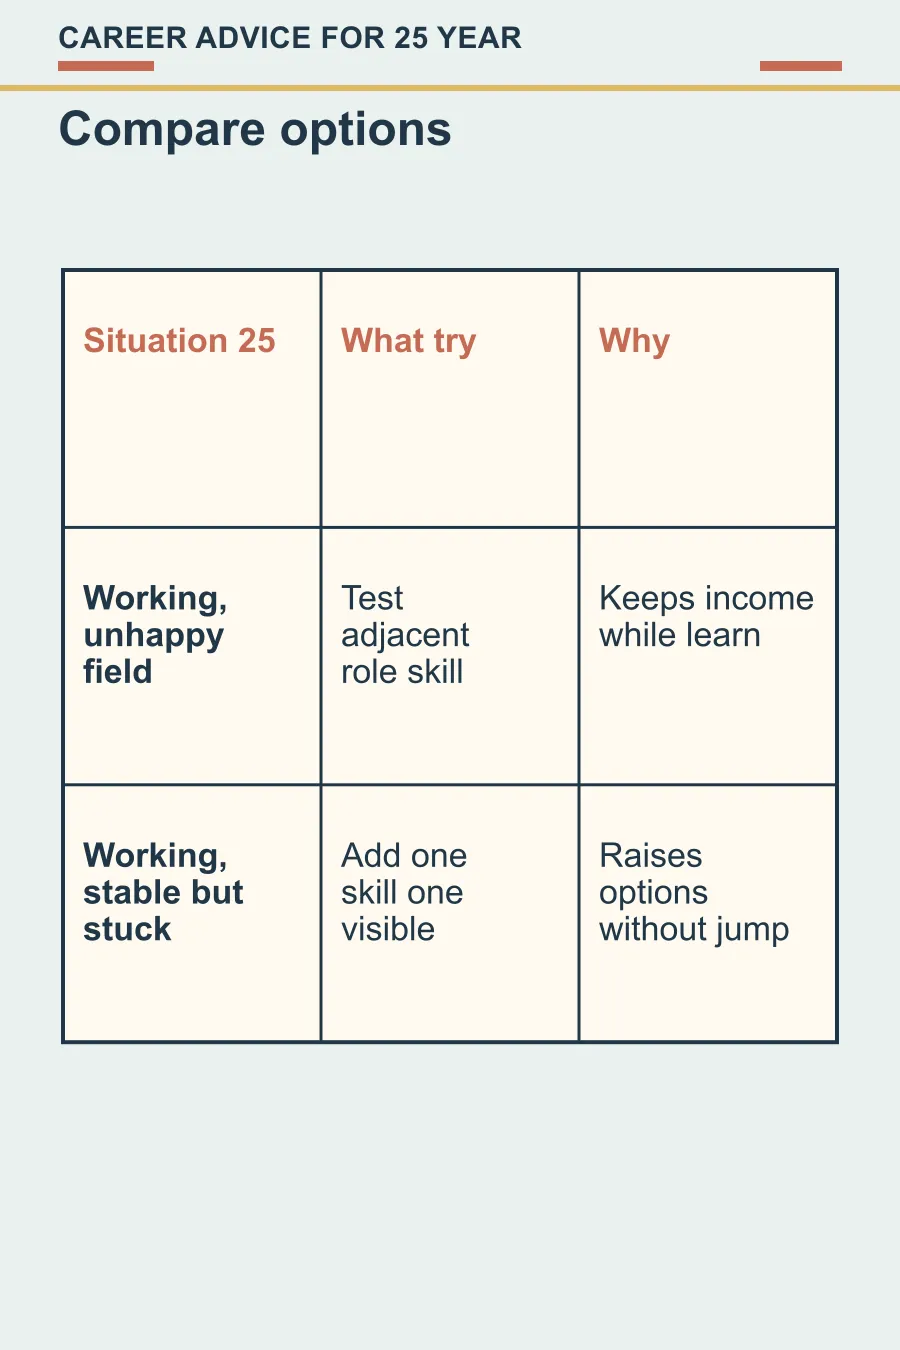 CAREER ADVICE FOR 25 YEAR
Compare options
Situation 25
What try
Why
Working,
unhappy
field
Test
adjacent
role skill
Keeps income
while learn
Working,
stable but
stuck
Add one
skill one
visible
Raises
options
without jump